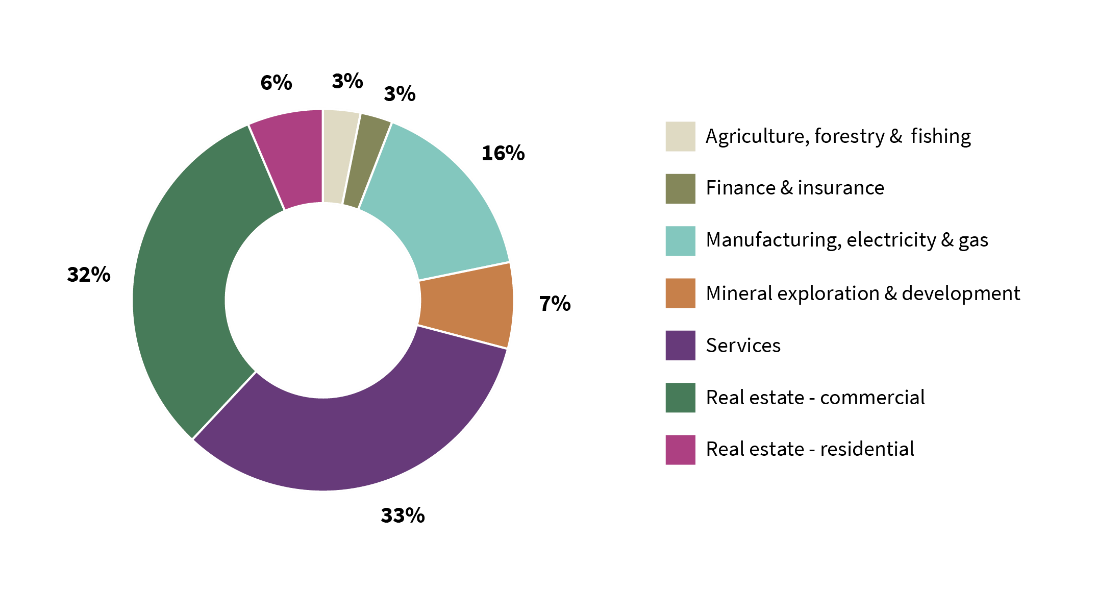 6%
3%
3%
16%
32%
7%
33%
Agriculture, forestry &  fishing
Finance & insurance
Manufacturing, electricity & gas
Mineral exploration & development
Services
Real estate - commercial
Real estate - residential